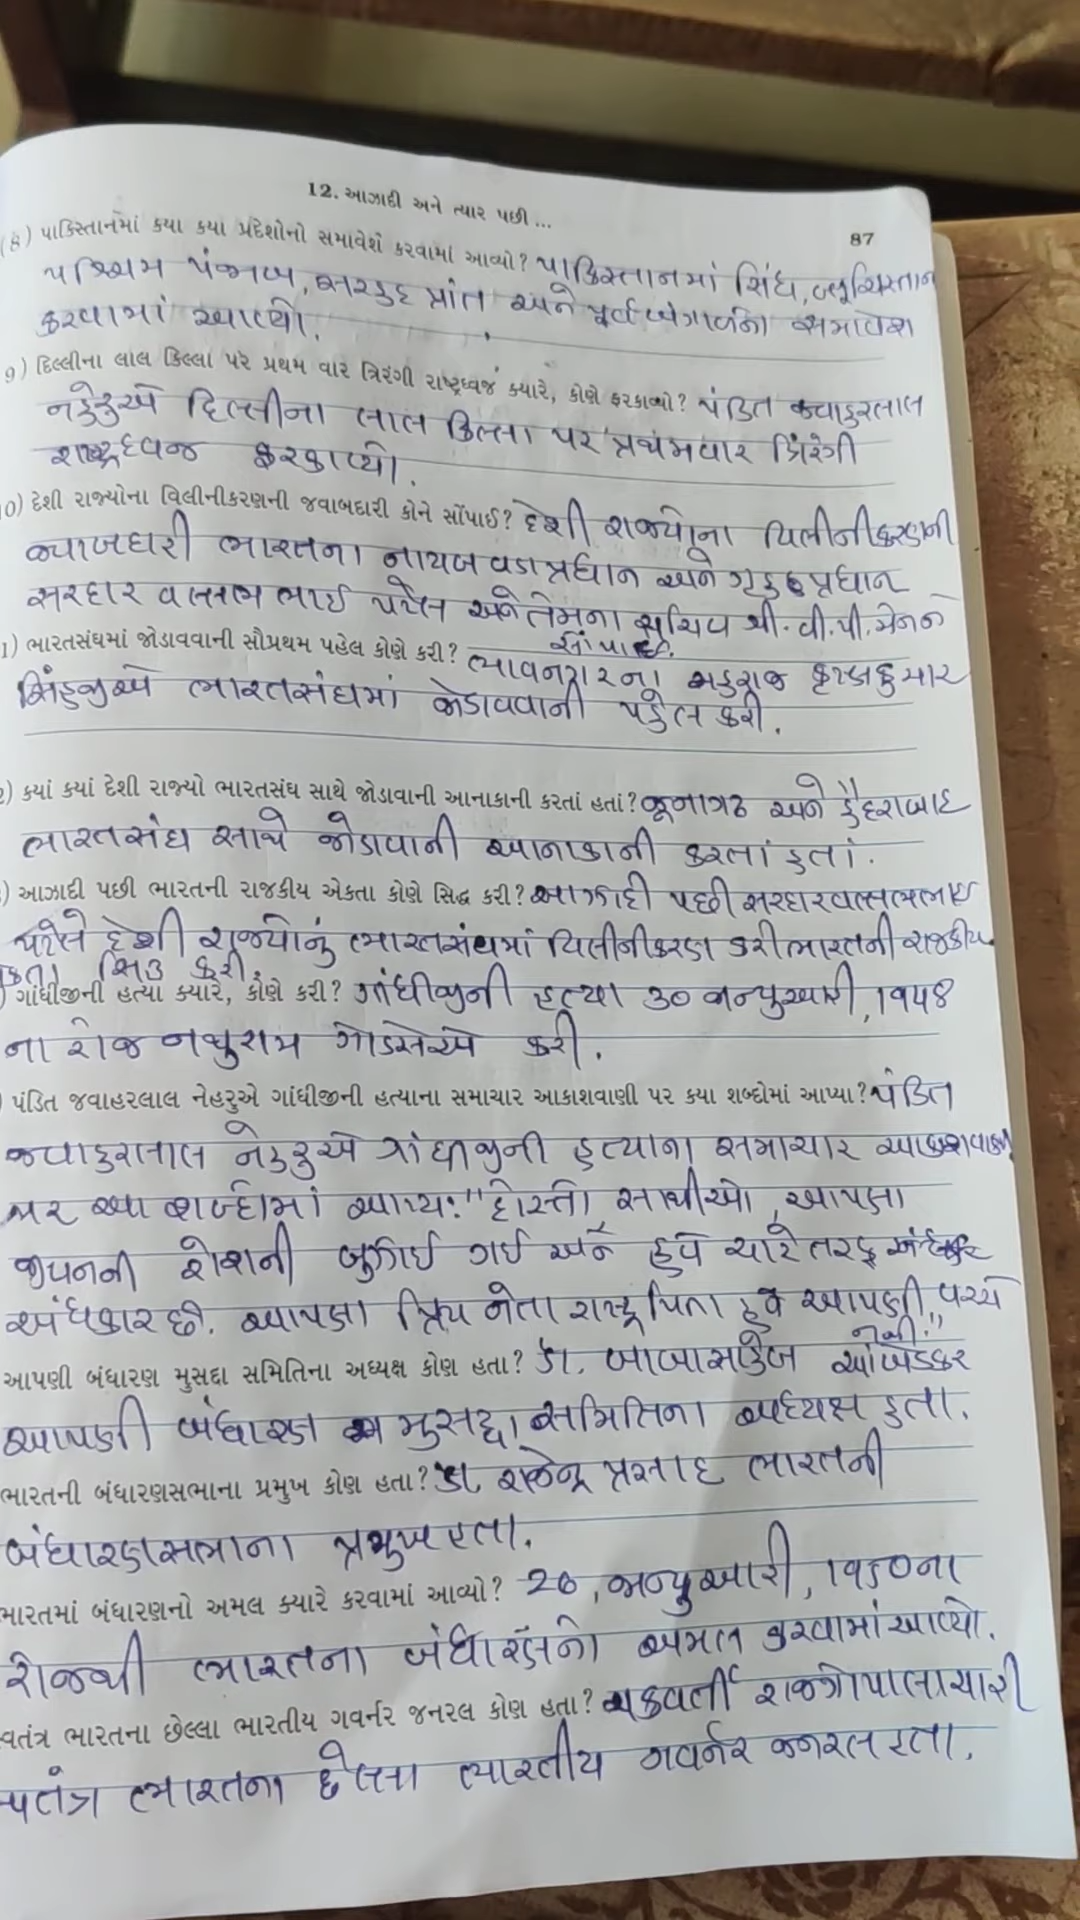 12. આઝાદી અને ત્યાર પછી...
87
(8) પાકિસ્તાનમાં કયા કયા પ્રદેશોનો સમાવેશ કરવામાં આવ્યો? પાકિસ્તાનમાં સિંધ, બલુચિસ્તાન
પશ્ચિમ પંજાબ, સરહદ પ્રાંત અને પૂર્વ બંગાળનો સમાવેશ
કરવામાં આવ્યો.
9) દિલ્લીના લાલ કિલ્લા પર પ્રથમ વાર ત્રિરંગી રાષ્ટ્રધ્વજ ક્યારે, કોણે ફરકાવ્યો? પંડિત જવાહરલાલ
નહેરુએ દિલ્લીના લાલ કિલ્લા પર પ્રથમવાર ત્રિરંગી
રાષ્ટ્રધ્વજ ફરકાવ્યો.
0) દેશી રાજ્યોના વિલીનીકરણની જવાબદારી કોને સોંપાઈ? દેશી રાજ્યોના વિલીનીકરણની
જવાબદારી ભારતના નાયબ વડાપ્રધાન અને ગૃહપ્રધાન
સરદાર વલ્લભભાઈ પટેલ અને તેમના સચિવ શ્રી. વી.પી. મેનને
સોંપાઈ.
1) ભારતસંઘમાં જોડાવવાની સૌપ્રથમ પહેલ કોણે કરી? ભાવનગરના મહારાજ કૃષ્ણકુમાર
સિંહજીએ ભારતસંઘમાં જોડાવવાની પહેલ કરી.
) કયાં કયાં દેશી રાજ્યો ભારતસંઘ સાથે જોડાવાની આનાકાની કરતાં હતાં? જૂનાગઢ અને હૈદરાબાદ
ભારતસંઘ સાથે જોડાવાની આનાકાની કરતાં હતાં.
) આઝાદી પછી ભારતની રાજકીય એકતા કોણે સિદ્ધ કરી? આઝાદી પછી સરદાર વલ્લભભાઈ
પટેલે દેશી રાજ્યોનું ભારતસંઘમાં વિલીનીકરણ કરી ભારતની રાજકીય
સિદ્ધ કરી.
) ગાંધીજીની હત્યા ક્યારે, કોણે કરી? ગાંધીજીની હત્યા ૩૦ જાન્યુઆરી, ૧૯૪૮
ના રોજ નથુરામ ગોડસેએ કરી.
) પંડિત જવાહરલાલ નેહરુએ ગાંધીજીની હત્યાના સમાચાર આકાશવાણી પર કયા શબ્દોમાં આપ્યા? પંડિત
જવાહરલાલ નેહરુએ ગાંધીજીની હત્યાના સમાચાર આકાશવાણી
પર આ શબ્દોમાં આપ્યા: "દોસ્તો સાથીઓ, આપણા
જીવનની રોશની બુઝાઈ ગઈ અને હવે ચારે તરફ
અંધકાર છે. આપણા પ્રિય નેતા રાષ્ટ્રપિતા હવે આપણી વચ્ચે
નથી."
આપણી બંધારણ મુસદ્દા સમિતિના અધ્યક્ષ કોણ હતા? ડૉ. બાબાસાહેબ આંબેડકર
આપણી બંધારણ મુસદ્દા સમિતિના અધ્યક્ષ હતા.
ભારતની બંધારણસભાના પ્રમુખ કોણ હતા? ડૉ. રાજેન્દ્ર પ્રસાદ ભારતની
બંધારણસભાના પ્રમુખ હતા.
ભારતમાં બંધારણનો અમલ ક્યારે કરવામાં આવ્યો? 26, જાન્યુઆરી, ૧૯૫૦ના
રોજથી ભારતના બંધારણનો અમલ કરવામાં આવ્યો.
સ્વતંત્ર ભારતના છેલ્લા ભારતીય ગવર્નર જનરલ કોણ હતા? ચક્રવર્તી રાજગોપાલાચારી
સ્વતંત્ર ભારતના છેલ્લા ભારતીય ગવર્નર જનરલ હતા.